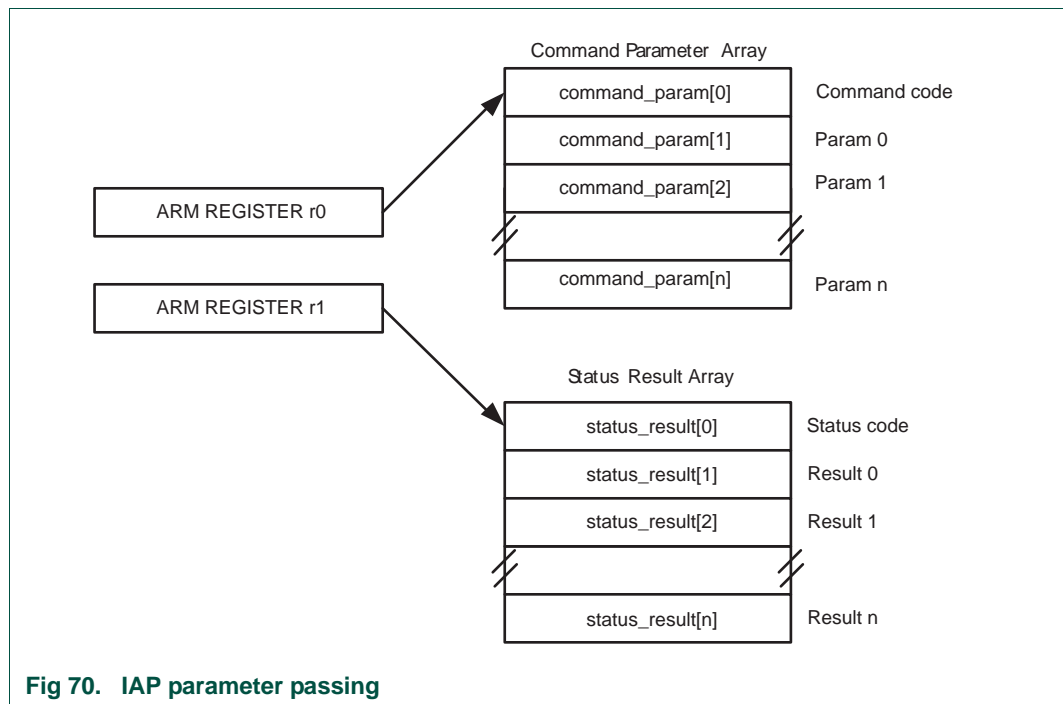 Command Parameter Array
command_param[0] Command code
command_param[1] Param 0
command_param[2] Param 1
ARM REGISTER r0
command_param[n] Param n
ARM REGISTER r1
Status Result Array
status_result[0] Status code
status_result[1] Result 0
status_result[2] Result 1
status_result[n] Result n
Fig 70. IAP parameter passing